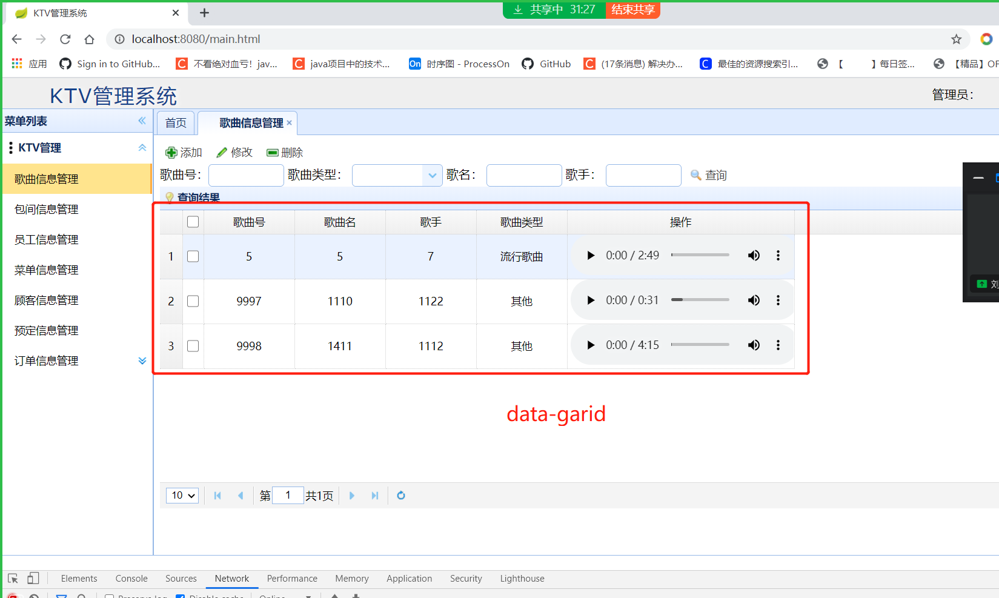 KTV管理系统
共享中 31:27 结束共享
localhost:8080/main.html
应用 Sign in to GitHub... 不看绝对血亏！jav... java项目中的技术... 时序图 - ProcessOn GitHub (17条消息) 解决办... 最佳的资源搜索引... 【 】每日签... 【精品】OF
KTV管理系统 管理员：
菜单列表 首页 歌曲信息管理
KTV管理
歌曲信息管理
包间信息管理
员工信息管理
菜单信息管理
顾客信息管理
预定信息管理
订单信息管理
添加 修改 删除
歌曲号： 歌曲类型： 歌名： 歌手： 查询
查询结果
歌曲号 歌曲名 歌手 歌曲类型 操作
1 5 5 7 流行歌曲 0:00 / 2:49
2 9997 1110 1122 其他 0:00 / 0:31
3 9998 1411 1112 其他 0:00 / 4:15
刘
data-garid
10 第 1 共1页
Elements Console Sources Network Performance Memory Application Security Lighthouse
Preserve log Disable cache Online